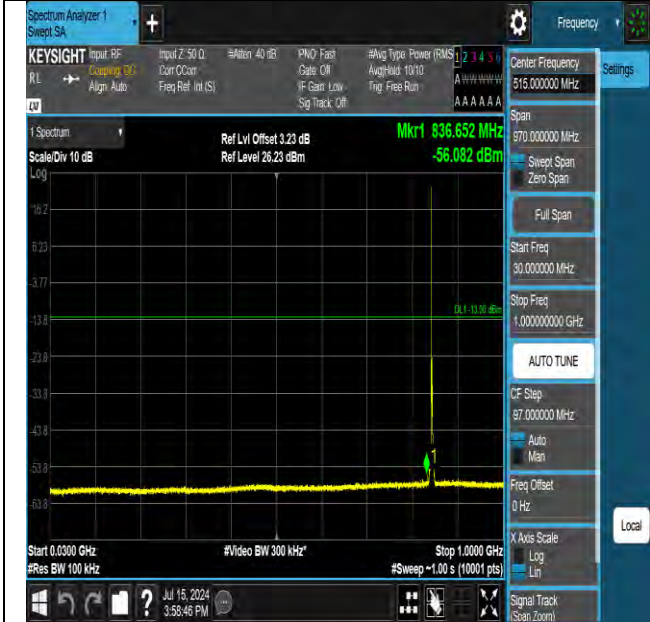 Spectrum Analyzer 1
Swept SA
+
Frequency
KEYSIGHT
Input: RF
Coupling: DC
Align: Auto
Input Z: 50 Ω
Corr CCorr
Freq Ref: Int (S)
#Atten: 40 dB
PNO: Fast
Gate: Off
IF Gain: Low
Sig Track: Off
#Avg Type: Power (RMS
Avg|Hold: 10/10
Trig: Free Run
1 2 3 4 5 6
A W W W W W
A A A A A A
RL
Center Frequency
515.000000 MHz
Settings
1 Spectrum
Ref Lvl Offset 3.23 dB
Mkr1 836.652 MHz
Scale/Div 10 dB
Ref Level 26.23 dBm
-56.082 dBm
Log
Span
970.000000 MHz
Swept Span
Zero Span
Full Span
Start Freq
30.000000 MHz
Stop Freq
1.000000000 GHz
AUTO TUNE
CF Step
97.000000 MHz
Auto
Man
Freq Offset
0 Hz
X Axis Scale
Log
Lin
Signal Track
(Span Zoom)
Local
16.2
6.23
-3.77
DL1 -13.00 dBm
-13.8
-23.8
-33.8
-43.8
-53.8
-63.8
1
Start 0.0300 GHz
#Video BW 300 kHz*
Stop 1.0000 GHz
#Res BW 100 kHz
#Sweep ~1.00 s (10001 pts)
?
Jul 15, 2024
3:58:46 PM